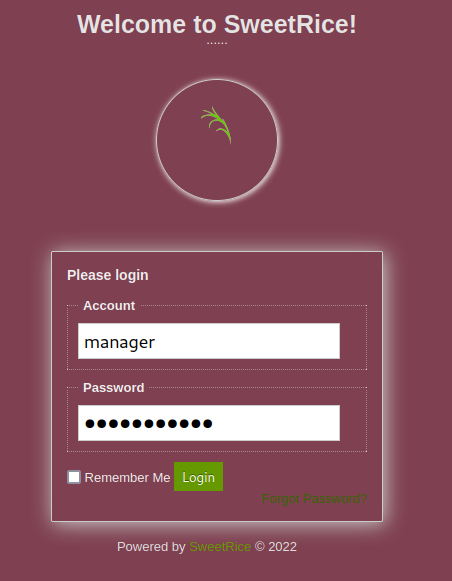 Welcome to SweetRice!
......
Please login
Account
manager
Password
●●●●●●●●●●●
Remember Me Login
Forgot Password?
Powered by SweetRice © 2022